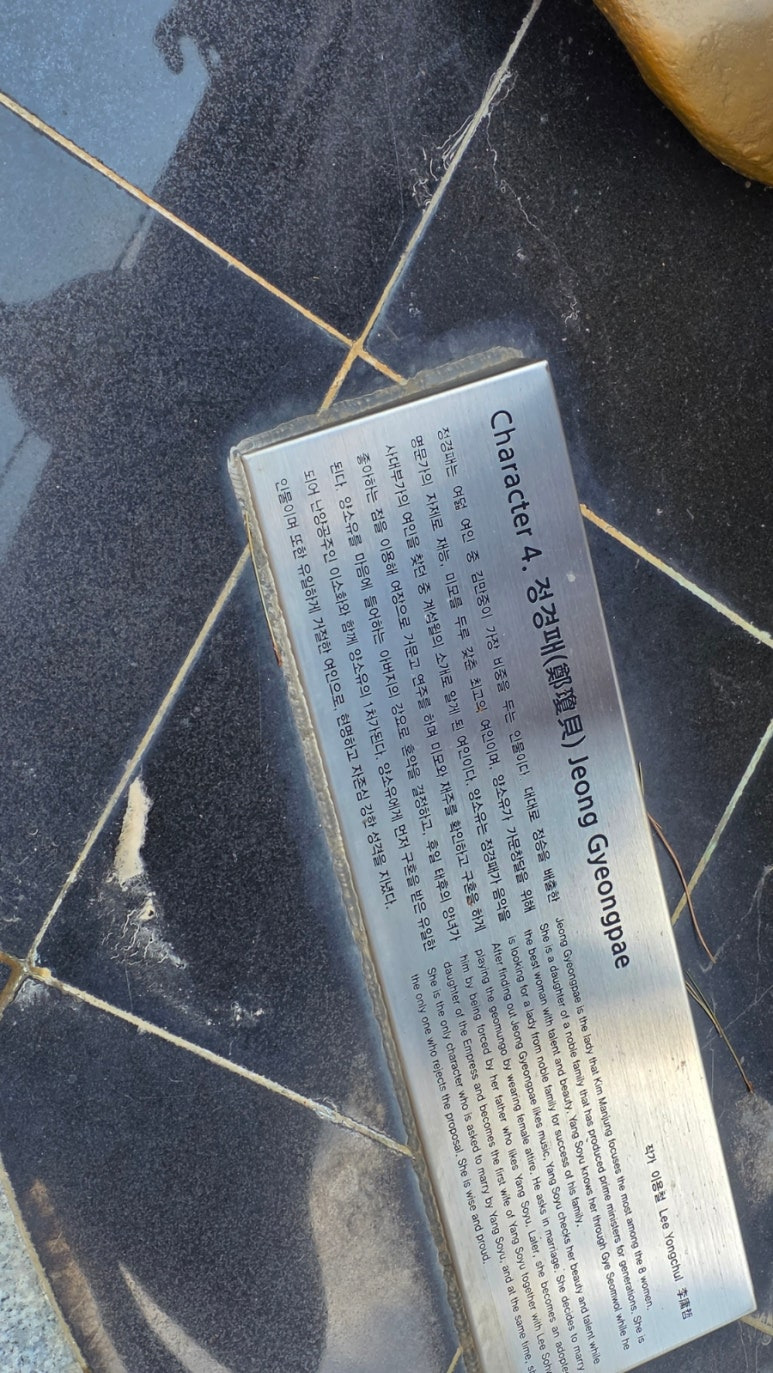 Character 4. 정경패(鄭瓊貝) Jeong Gyeongpae
작가 이용철 Lee Yongchul 李庸哲
정경패는 여덟 여인 중 김만중이 가장 비중을 두는 인물이다. 대대로 정승을 배출한
명문가의 자제로 재능, 미모를 두루 갖춘 최고의 여인이며, 양소유가 가문창달을 위해
사대부가의 여인을 찾던 중 계섬월의 소개로 알게 된 여인이다. 양소유는 정경패가 음악을
좋아하는 점을 이용해 여장으로 가문고 연주를 하며 미모와 재주를 확인하고 구혼을 하게
된다. 양소유를 마음에 들어하는 아버지의 강요로 혼약을 결정하고, 후일 태후의 양녀가
되어 난양공주인 이소화와 함께 양소유의 1처가된다. 양소유에게 먼저 구혼을 받은 유일한
인물이며 또한 유일하게 거절한 여인으로, 현명하고 자존심 강한 성격을 지녔다.
Jeong Gyeongpae is the lady that Kim Manjung focuses the most among the 8 women.
She is a daughter of a noble family that has produced prime ministers for generations. She is
the best woman with talent and beauty. Yang Soyu knows her through Gye Seomwol while he
is looking for a lady from noble family for success of his family.
After finding out Jeong Gyeongpae likes music, Yang Soyu checks her beauty and talent while
playing the geomungo by wearing female attire. He asks in marriage. She decides to marry
him by being forced by her father who likes Yang Soyu. Later, she becomes an adopted
daughter of the Empress and becomes the first wife of Yang Soyu together with Lee
She is the only character who is asked to marry by Yang Soyu, and at the same time,
the only one who rejects the proposal. She is wise and proud.